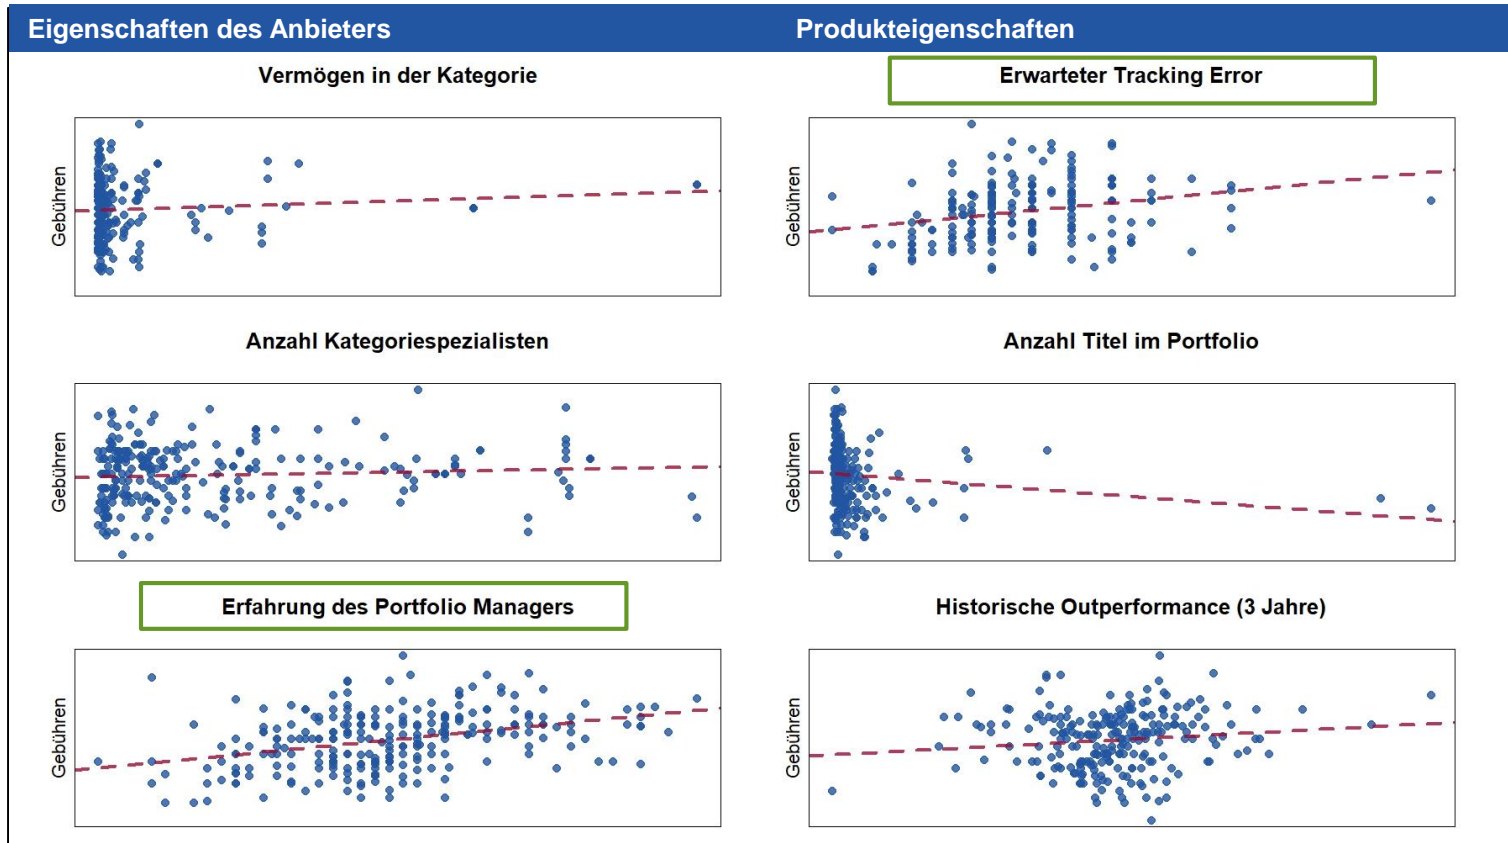 Eigenschaften des Anbieters
Produkteigenschaften
Vermögen in der Kategorie
Gebühren
Erwarteter Tracking Error
Gebühren
Anzahl Kategoriespezialisten
Gebühren
Anzahl Titel im Portfolio
Gebühren
Erfahrung des Portfolio Managers
Gebühren
Historische Outperformance (3 Jahre)
Gebühren